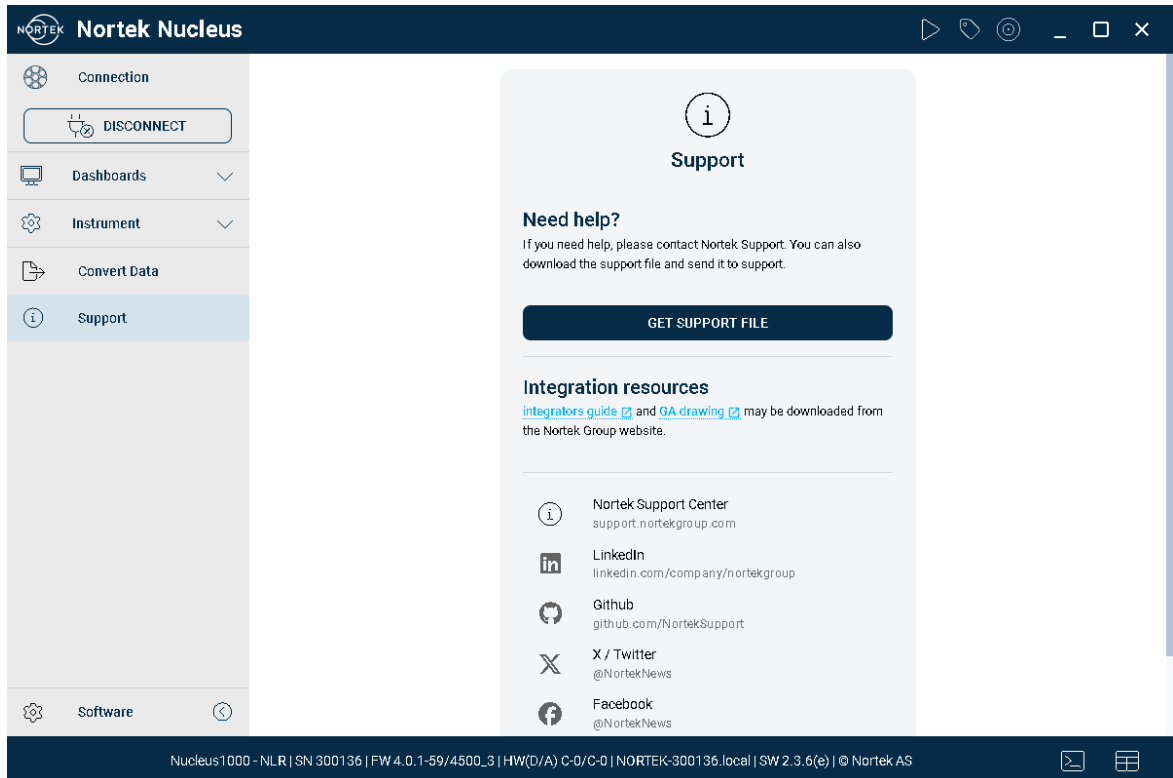 NORTEK Nortek Nucleus
Connection
DISCONNECT
Dashboards
Instrument
Convert Data
Support
Software
i
Support
Need help?
If you need help, please contact Nortek Support. You can also
download the support file and send it to support.
GET SUPPORT FILE
Integration resources
integrators guide and GA drawing may be downloaded from
the Nortek Group website.
Nortek Support Center
support.nortekgroup.com
LinkedIn
linkedin.com/company/nortekgroup
Github
github.com/NortekSupport
X / Twitter
@NortekNews
Facebook
@NortekNews
Nucleus1000 - NLR | SN 300136 | FW 4.0.1-59/4500_3 | HW(D/A) C-0/C-0 | NORTEK-300136.local | SW 2.3.6(e) | © Nortek AS